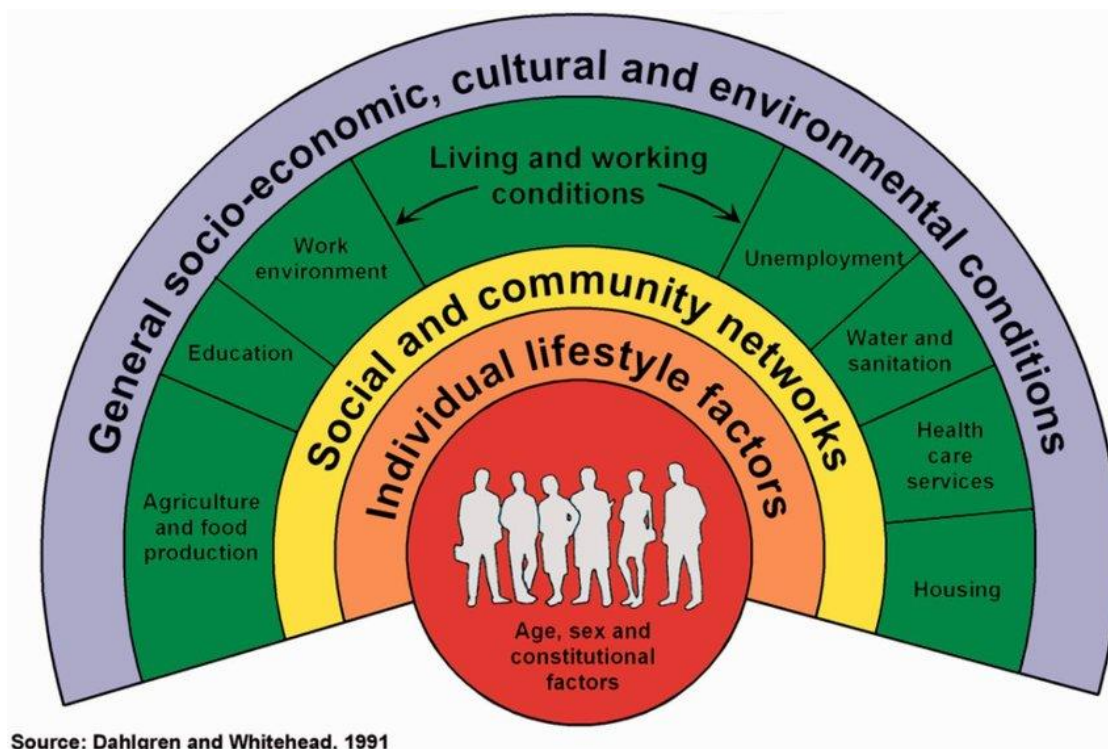 General socio-economic, cultural and environmental conditions
Living and working
conditions
Work
environment
Unemployment
Education
Water and
sanitation
Agriculture
and food
production
Health
care
services
Housing
Social and community networks
Individual lifestyle factors
Age, sex and
constitutional
factors
Source: Dahlgren and Whitehead, 1991